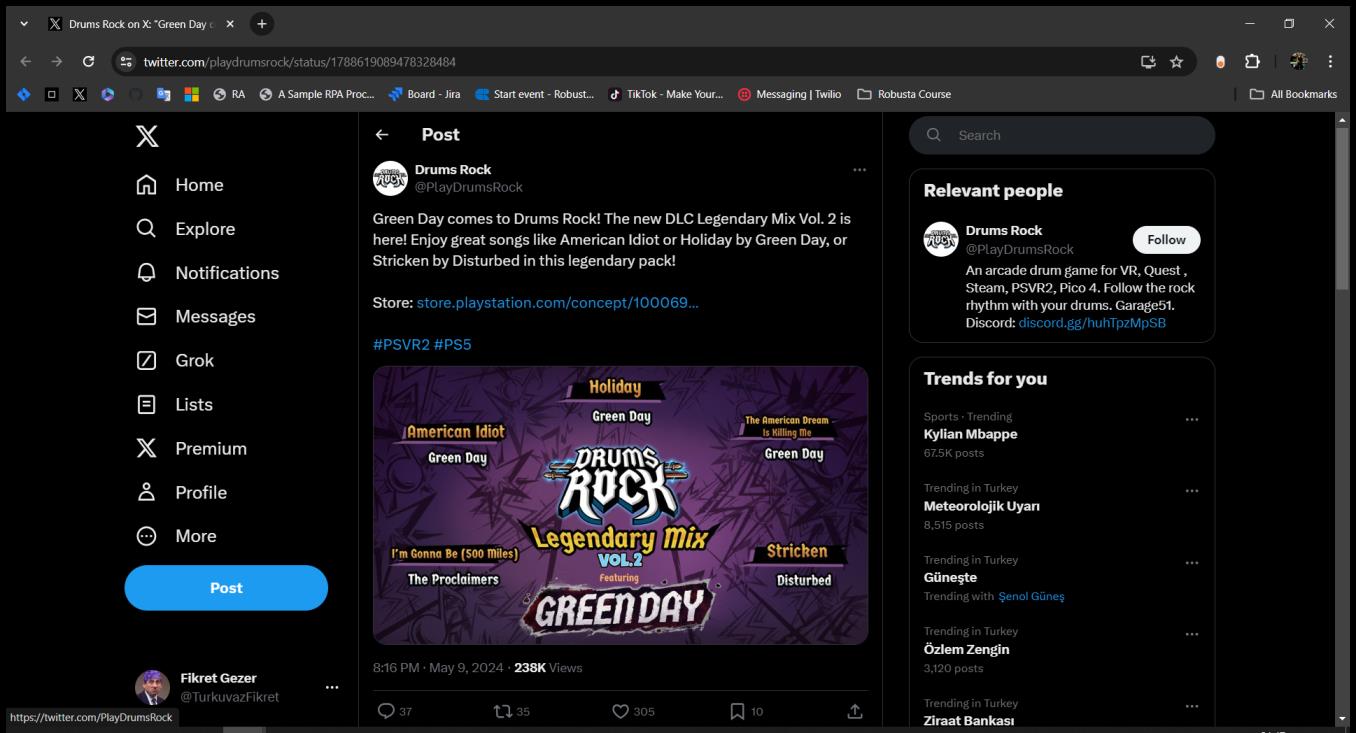 Drums Rock on X: "Green Day c
twitter.com/playdrumsrock/status/1788619089478328484
RA
A Sample RPA Proc...
Board - Jira
Start event - Robust...
TikTok - Make Your...
Messaging | Twilio
Robusta Course
All Bookmarks
Home
Explore
Notifications
Messages
Grok
Lists
Premium
Profile
More
Post
Fikret Gezer
@TurkuvazFikret
https://twitter.com/PlayDrumsRock
Post
Drums Rock
@PlayDrumsRock
Green Day comes to Drums Rock! The new DLC Legendary Mix Vol. 2 is
here! Enjoy great songs like American Idiot or Holiday by Green Day, or
Stricken by Disturbed in this legendary pack!
Store: store.playstation.com/concept/100069...
#PSVR2 #PS5
Holiday
Green Day
American Idiot
Green Day
The American Dream
Is Killing Me
Green Day
DRUMS
ROCK
Legendary Mix
VOL.2
Featuring
GREEN DAY
I'm Gonna Be (500 Miles)
The Proclaimers
Stricken
Disturbed
8:16 PM · May 9, 2024 · 238K Views
37
35
305
10
Search
Relevant people
Drums Rock
@PlayDrumsRock
Follow
An arcade drum game for VR, Quest ,
Steam, PSVR2, Pico 4. Follow the rock
rhythm with your drums. Garage51.
Discord: discord.gg/huhTpzMpSB
Trends for you
Sports · Trending
Kylian Mbappe
67.5K posts
Trending in Turkey
Meteorolojik Uyarı
8,515 posts
Trending in Turkey
Güneşte
Trending with Şenol Güneş
Trending in Turkey
Özlem Zengin
3,120 posts
Trending in Turkey
Ziraat Bankası